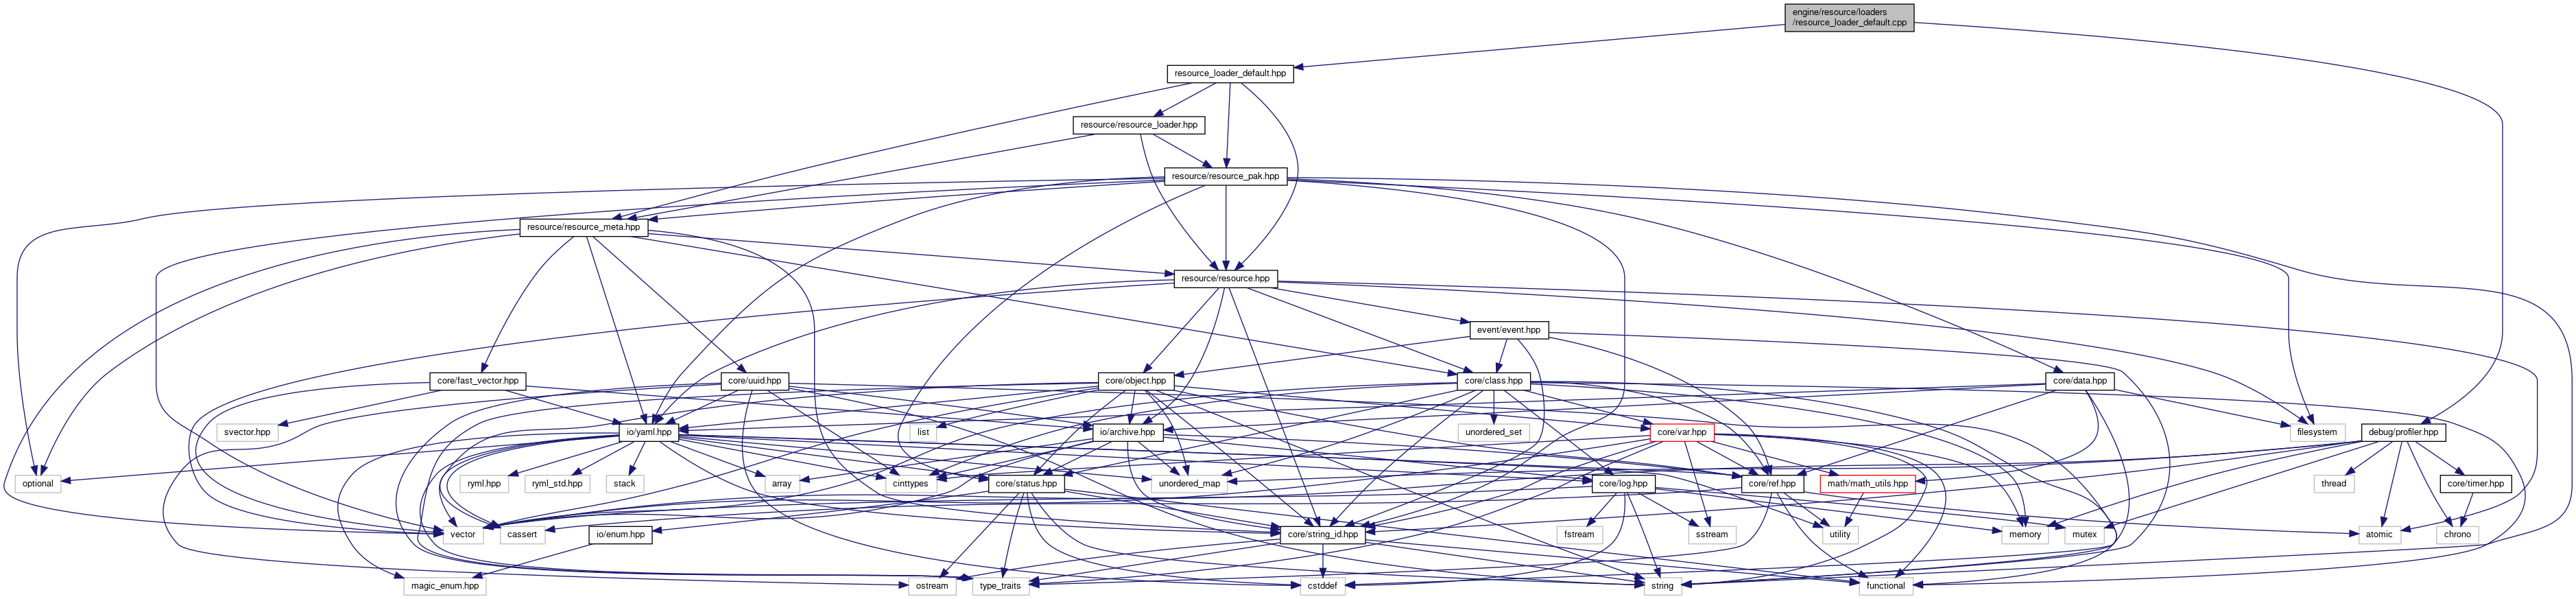 engine/resource/loaders
/resource_loader_default.cpp
resource_loader_default.hpp
resource/resource_loader.hpp
resource/resource_pak.hpp
resource/resource_meta.hpp
resource/resource.hpp
event/event.hpp
core/fast_vector.hpp
core/uuid.hpp
core/object.hpp
core/class.hpp
core/data.hpp
svector.hpp
io/yaml.hpp
list
io/archive.hpp
unordered_set
core/var.hpp
filesystem
debug/profiler.hpp
optional
ryml.hpp
ryml_std.hpp
stack
array
cinttypes
core/status.hpp
unordered_map
core/log.hpp
core/ref.hpp
math/math_utils.hpp
thread
core/timer.hpp
vector
cassert
io/enum.hpp
core/string_id.hpp
fstream
sstream
utility
memory
mutex
atomic
chrono
magic_enum.hpp
ostream
type_traits
cstddef
string
functional